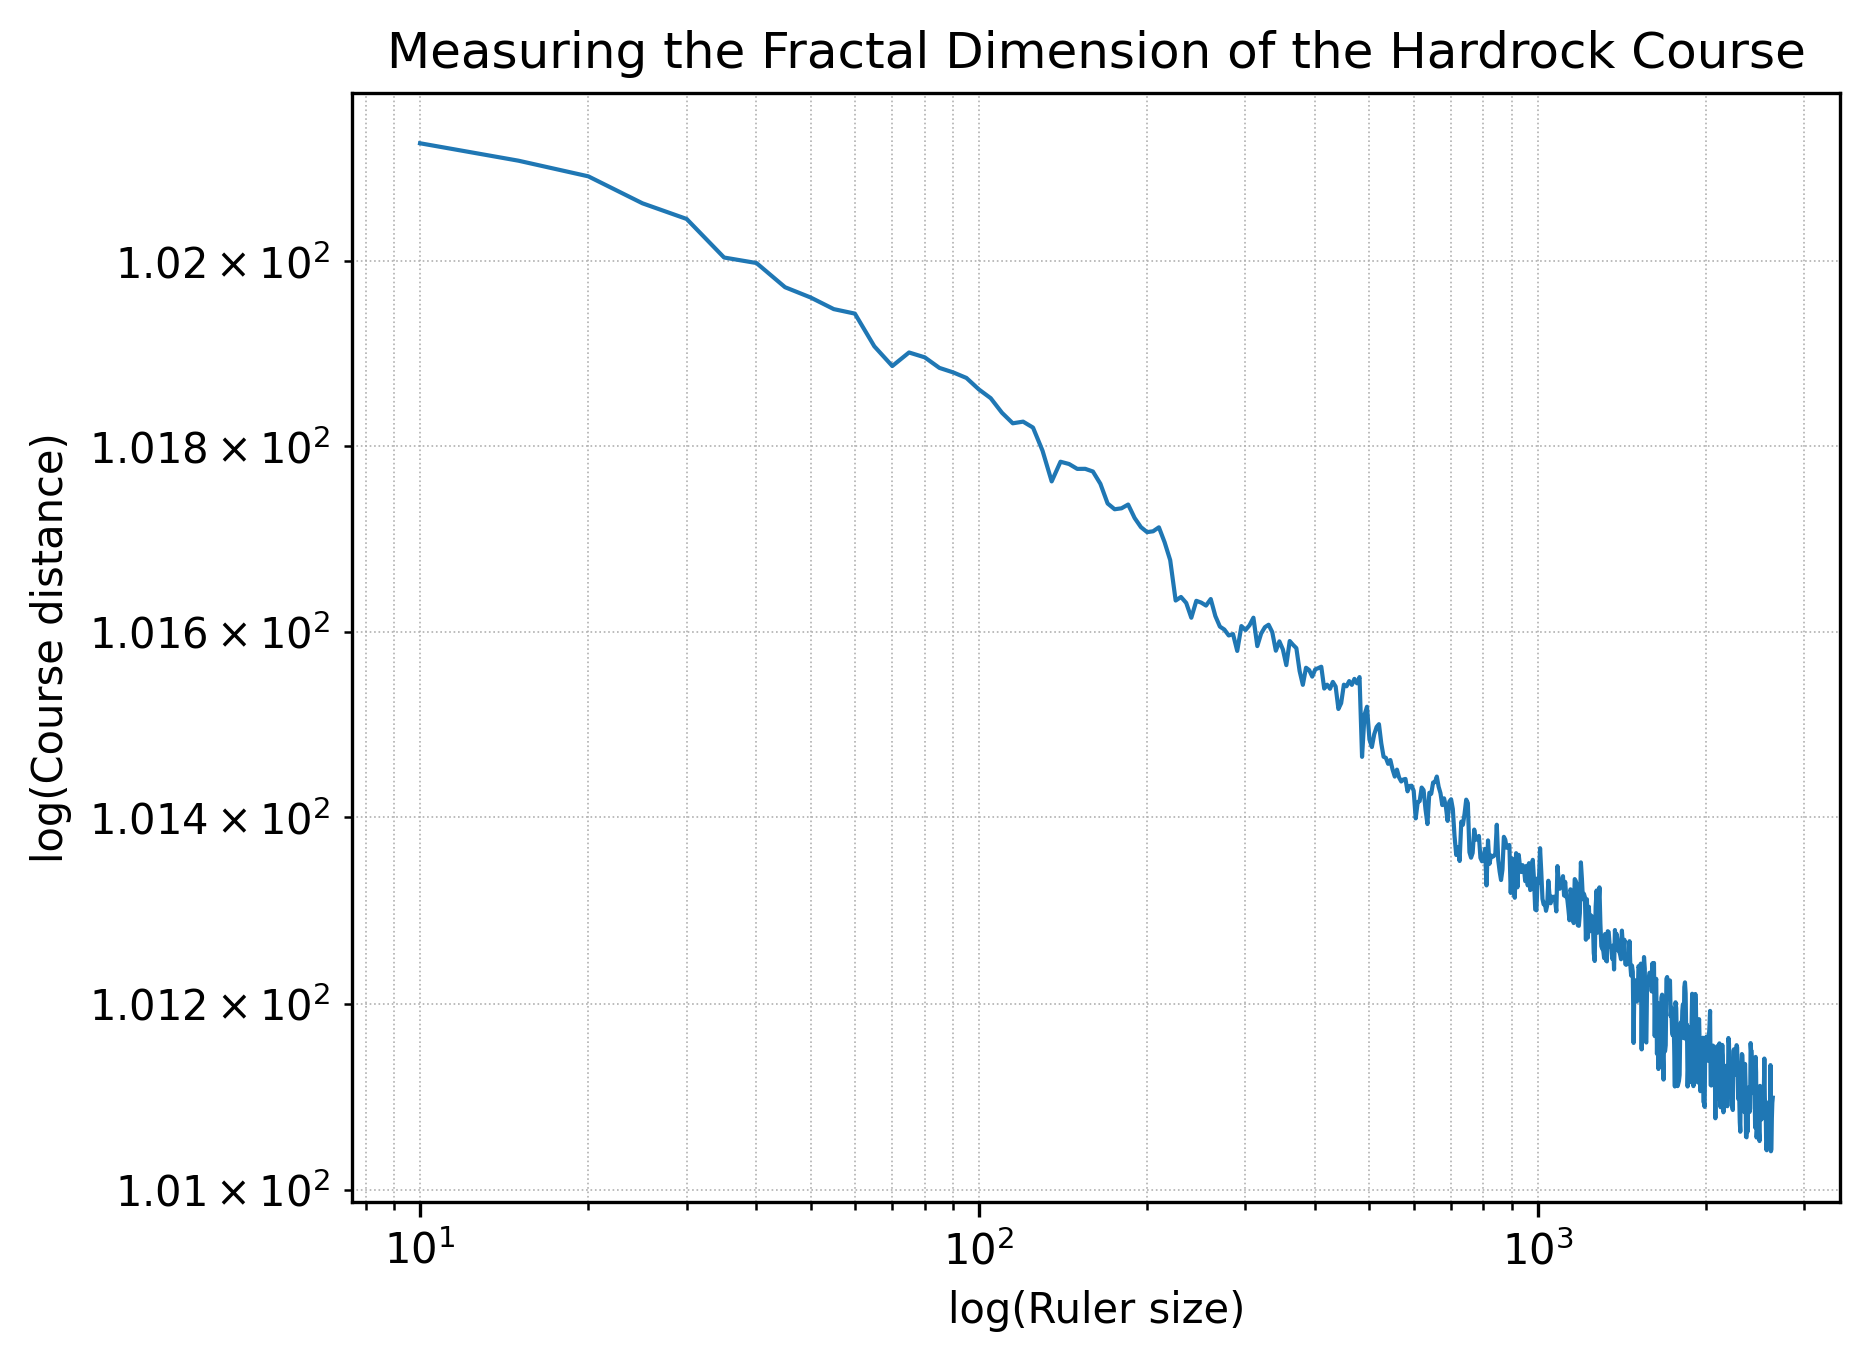 Measuring the Fractal Dimension of the Hardrock Course
log(Course distance)
1.02 × 10²
1.018 × 10²
1.016 × 10²
1.014 × 10²
1.012 × 10²
1.01 × 10²
10¹ 10² 10³
log(Ruler size)